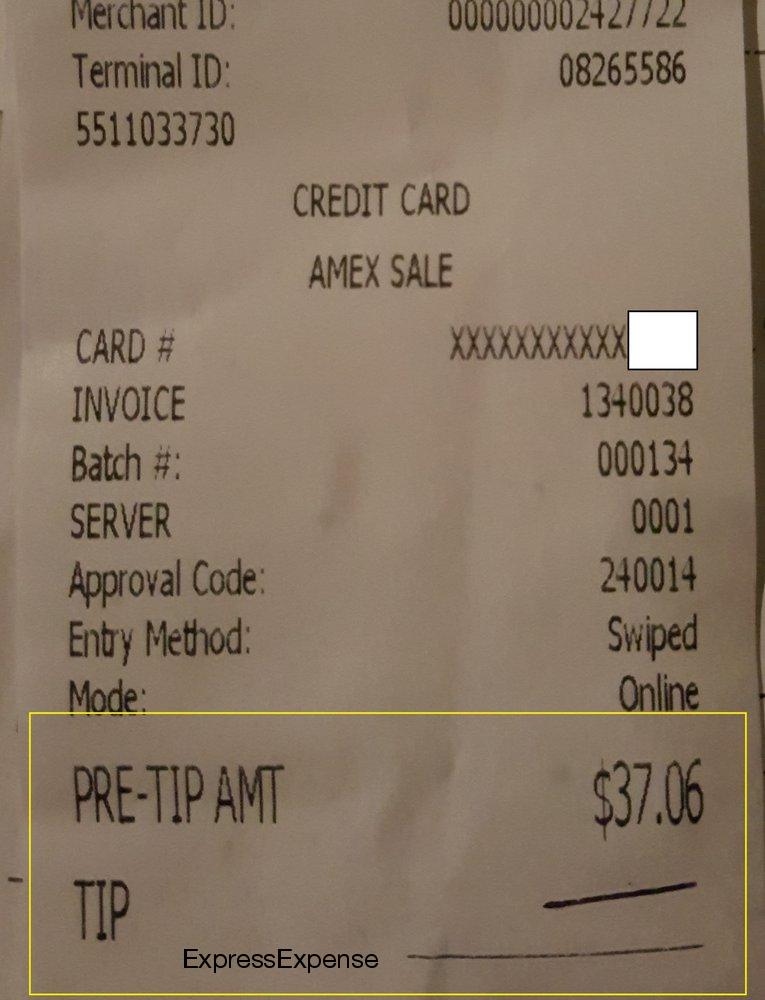 Merchant ID: 000000002427722
Terminal ID: 08265586
5511033730
CREDIT CARD
AMEX SALE
CARD # XXXXXXXXXXX
INVOICE 1340038
Batch #: 000134
SERVER 0001
Approval Code: 240014
Entry Method: Swiped
Mode: Online
PRE-TIP AMT $37.06
TIP
ExpressExpense